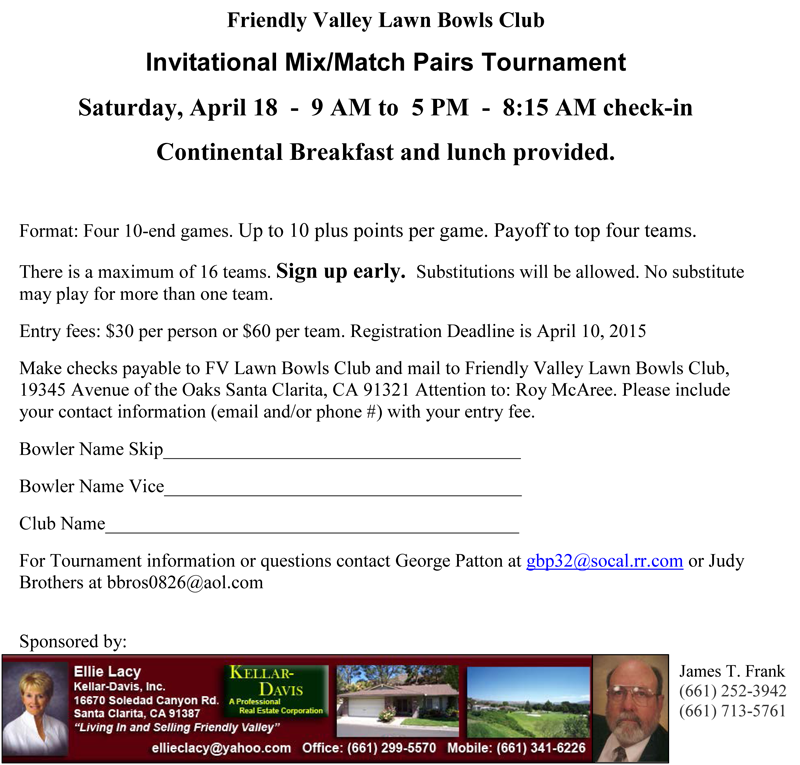 Friendly Valley Lawn Bowls Club
Invitational Mix/Match Pairs Tournament
Saturday, April 18  -  9 AM to  5 PM  -  8:15 AM check-in
Continental Breakfast and lunch provided.
Format: Four 10-end games. Up to 10 plus points per game. Payoff to top four teams.
There is a maximum of 16 teams. Sign up early.  Substitutions will be allowed. No substitute
may play for more than one team.
Entry fees: $30 per person or $60 per team. Registration Deadline is April 10, 2015
Make checks payable to FV Lawn Bowls Club and mail to Friendly Valley Lawn Bowls Club,
19345 Avenue of the Oaks Santa Clarita, CA 91321 Attention to: Roy McAree. Please include
your contact information (email and/or phone #) with your entry fee.
Bowler Name Skip______________________________________
Bowler Name Vice______________________________________
Club Name____________________________________________
For Tournament information or questions contact George Patton at gbp32@socal.rr.com or Judy
Brothers at bbros0826@aol.com
Sponsored by:
Ellie Lacy
Kellar-Davis, Inc.
16670 Soledad Canyon Rd.
Santa Clarita, CA 91387
"Living In and Selling Friendly Valley"
KELLAR-
DAVIS
A Professional
Real Estate Corporation
ellieclacy@yahoo.com   Office: (661) 299-5570   Mobile: (661) 341-6226
James T. Frank
(661) 252-3942
(661) 713-5761